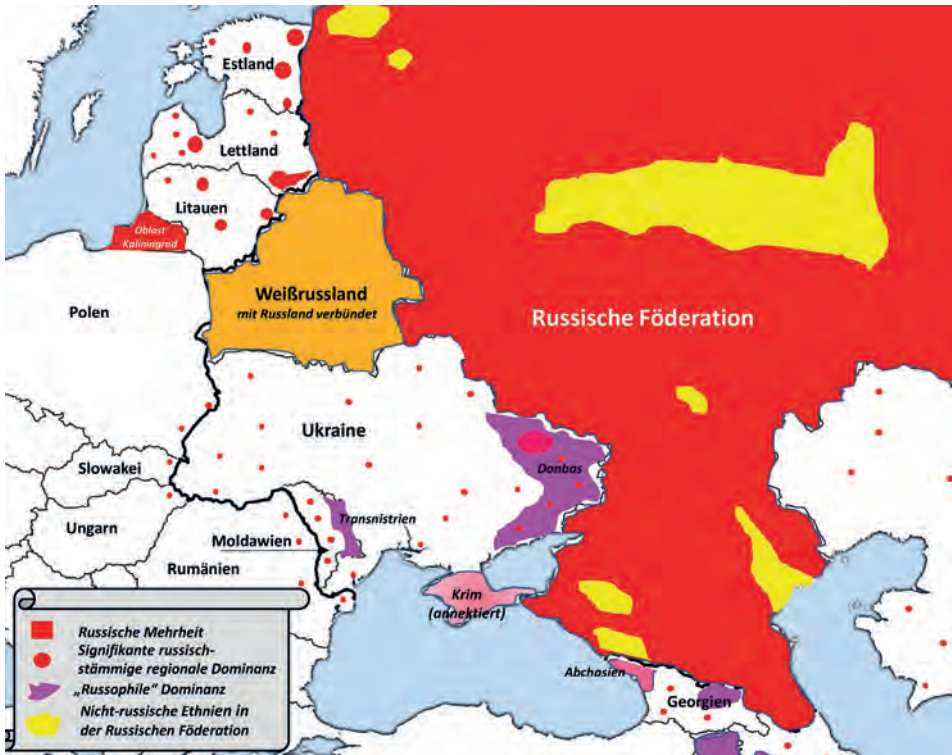 Estland
Lettland
Litauen
Oblast
Kaliningrad
Weißrussland
mit Russland verbündet
Polen
Russische Föderation
Ukraine
Donbas
Slowakei
Ungarn
Transnistrien
Moldawien
Rumänien
Krim
(annektiert)
Abchasien
Georgien
Russische Mehrheit
Signifikante russisch-
stämmige regionale Dominanz
„Russophile“ Dominanz
Nicht-russische Ethnien in
der Russischen Föderation